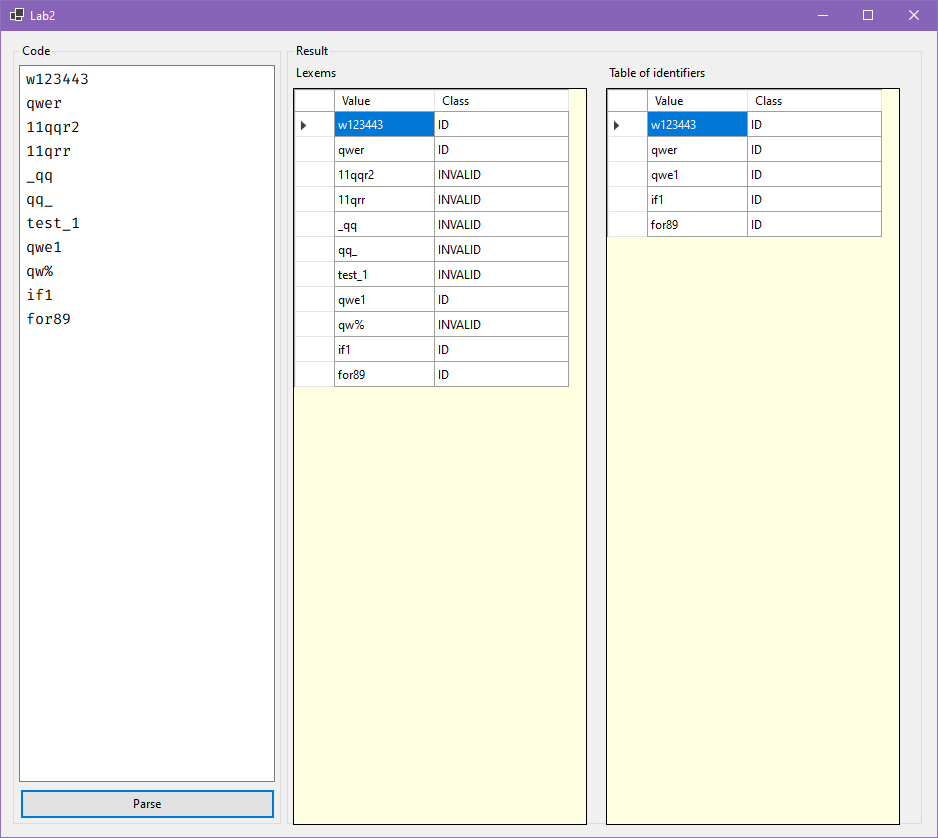 Lab2
Code
w123443
qwer
11qqr2
11qrr
_qq
qq_
test_1
qwe1
qw%
if1
for89
Parse
Result
Lexems
Value Class
w123443 ID
qwer ID
11qqr2 INVALID
11qrr INVALID
_qq INVALID
qq_ INVALID
test_1 INVALID
qwe1 ID
qw% INVALID
if1 ID
for89 ID
Table of identifiers
Value Class
w123443 ID
qwer ID
qwe1 ID
if1 ID
for89 ID